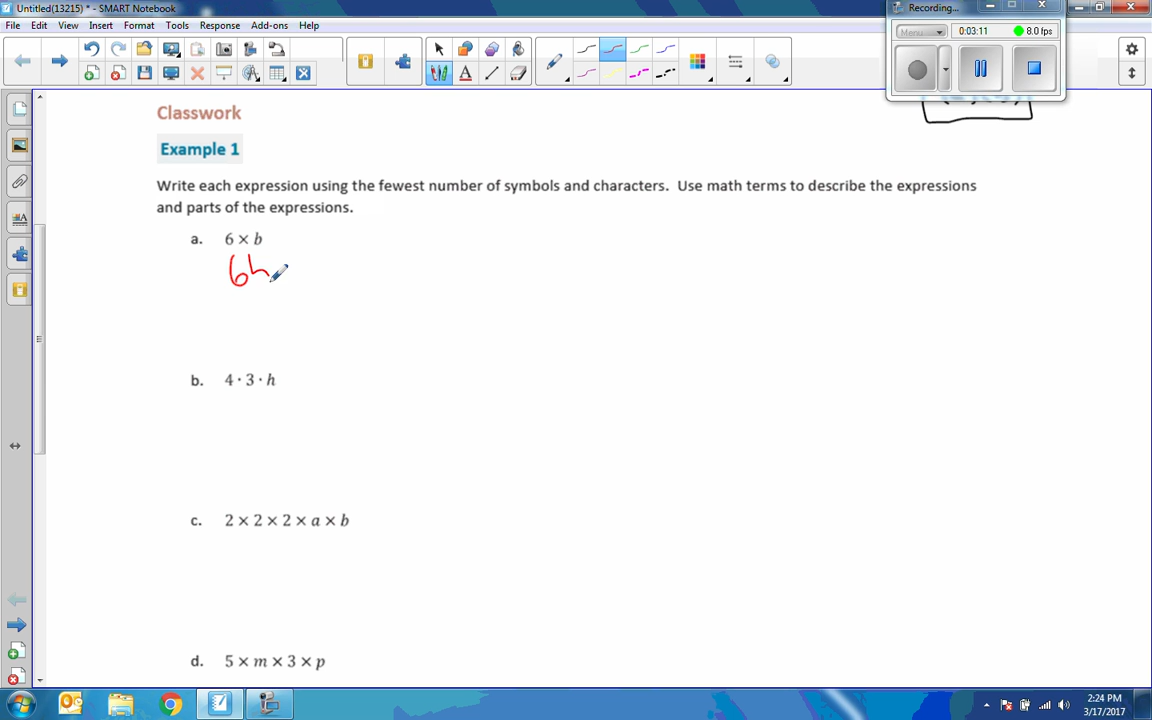 Untitled(13215) * - SMART Notebook
File Edit View Insert Format Tools Response Add-ons Help
Recording...
Menu 0:03:11 8.0 fps
Classwork
Example 1
Write each expression using the fewest number of symbols and characters. Use math terms to describe the expressions
and parts of the expressions.
a. 6 × b
6h
b. 4 · 3 · h
c. 2 × 2 × 2 × a × b
d. 5 × m × 3 × p
2:24 PM
3/17/2017